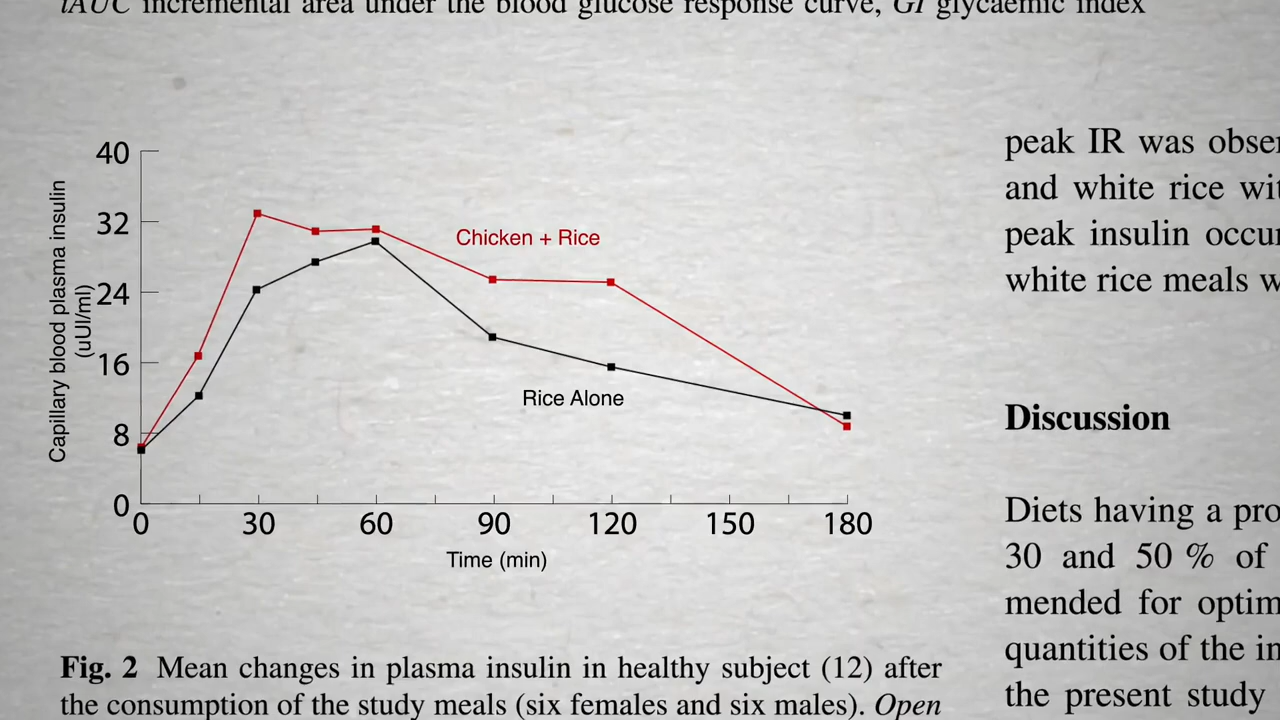 iAUC incremental area under the blood glucose response curve, GI glycaemic index
40
32
24
16
8
0
Capillary blood plasma insulin
(uUI/ml)
Chicken + Rice
Rice Alone
0 30 60 90 120 150 180
Time (min)
Fig. 2 Mean changes in plasma insulin in healthy subject (12) after
the consumption of the study meals (six females and six males). Open
peak IR was obser
and white rice wit
peak insulin occur
white rice meals w
Discussion
Diets having a pro
30 and 50 % of
mended for optim
quantities of the in
the present study